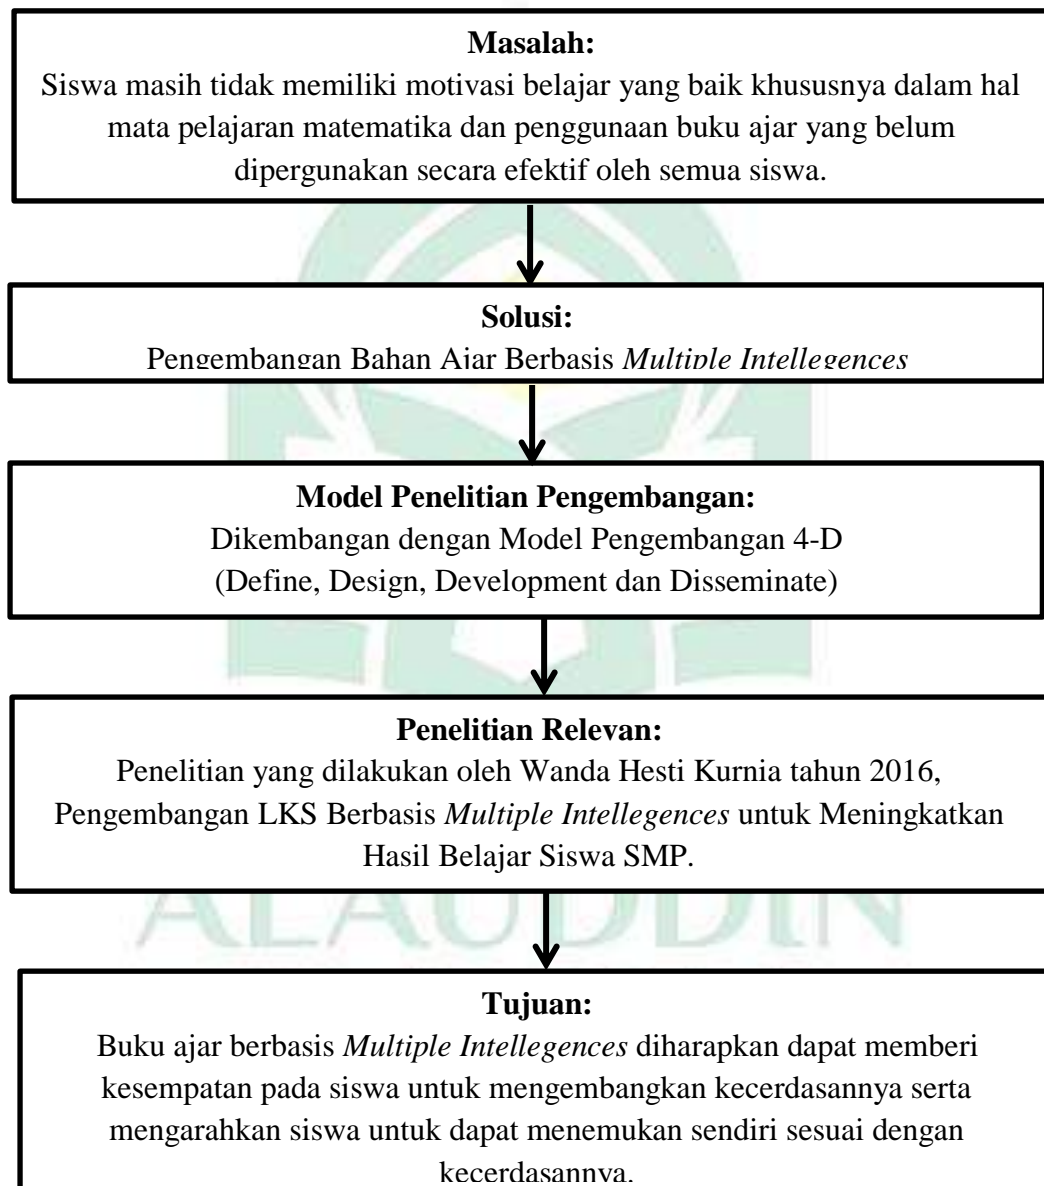 Masalah:
Siswa masih tidak memiliki motivasi belajar yang baik khususnya dalam hal
mata pelajaran matematika dan penggunaan buku ajar yang belum
dipergunakan secara efektif oleh semua siswa.
Solusi:
Pengembangan Bahan Ajar Berbasis Multiple Intellegences
Model Penelitian Pengembangan:
Dikembangan dengan Model Pengembangan 4-D
(Define, Design, Development dan Disseminate)
Penelitian Relevan:
Penelitian yang dilakukan oleh Wanda Hesti Kurnia tahun 2016,
Pengembangan LKS Berbasis Multiple Intellegences untuk Meningkatkan
Hasil Belajar Siswa SMP.
ALAUDDIN
Tujuan:
Buku ajar berbasis Multiple Intellegences diharapkan dapat memberi
kesempatan pada siswa untuk mengembangkan kecerdasannya serta
mengarahkan siswa untuk dapat menemukan sendiri sesuai dengan
kecerdasannya.